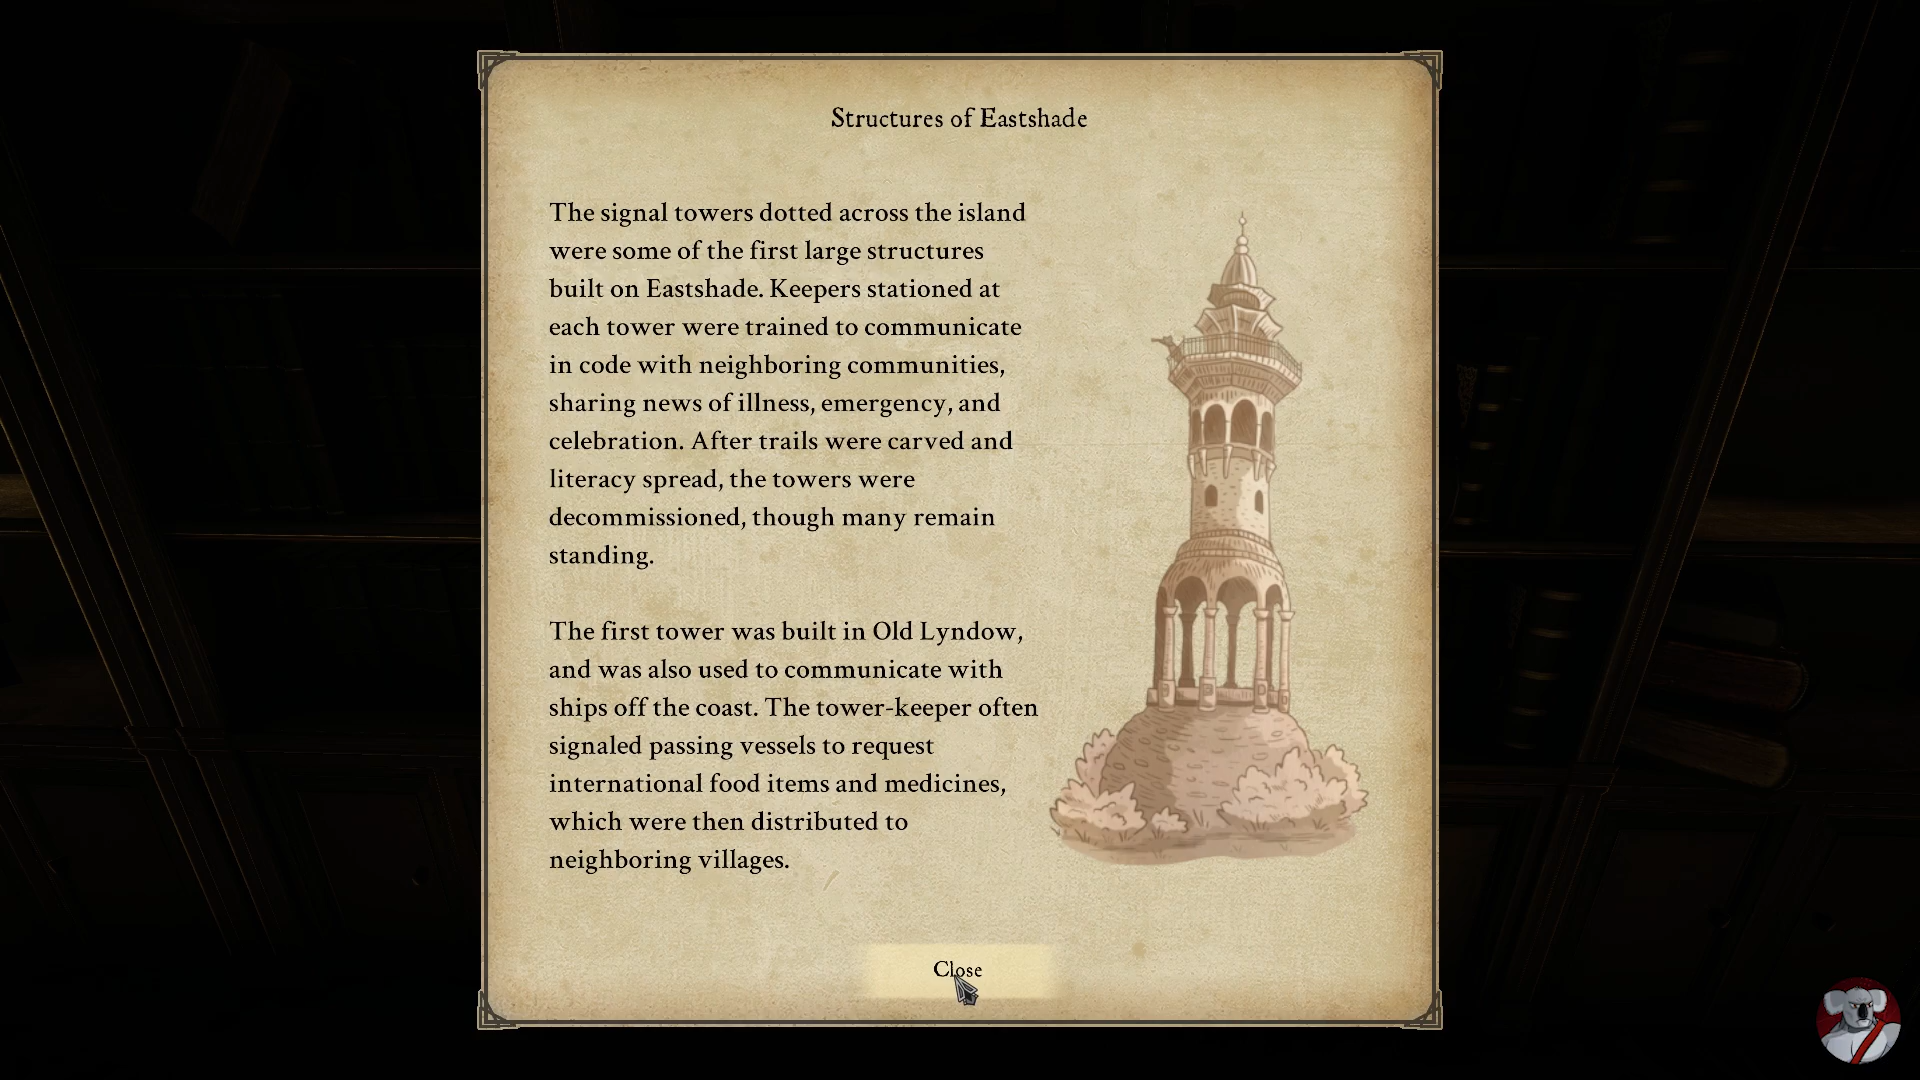 Structures of Eastshade
The signal towers dotted across the island
were some of the first large structures
built on Eastshade. Keepers stationed at
each tower were trained to communicate
in code with neighboring communities,
sharing news of illness, emergency, and
celebration. After trails were carved and
literacy spread, the towers were
decommissioned, though many remain
standing.
The first tower was built in Old Lyndow,
and was also used to communicate with
ships off the coast. The tower-keeper often
signaled passing vessels to request
international food items and medicines,
which were then distributed to
neighboring villages.
Close